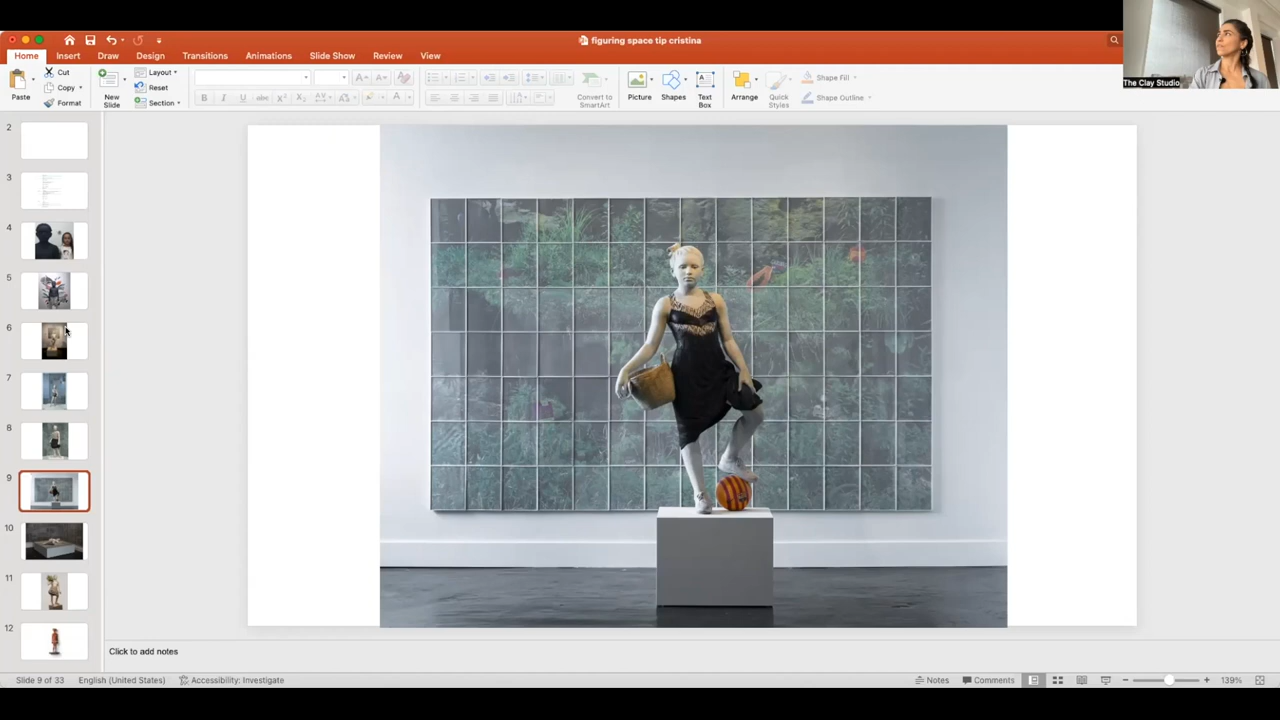 figuring space tip cristina
Home Insert Draw Design Transitions Animations Slide Show Review View
Paste
Cut
Copy
Format
New
Slide
Layout
Reset
Section
Convert to
SmartArt
Picture
Shapes
Text
Box
Arrange
Quick
Styles
Shape Fill
Shape Outline
The Clay Studio
2
3
4
5
6
7
8
9
10
11
12
Click to add notes
Slide 9 of 33 English (United States) Accessibility: Investigate Notes Comments 139%